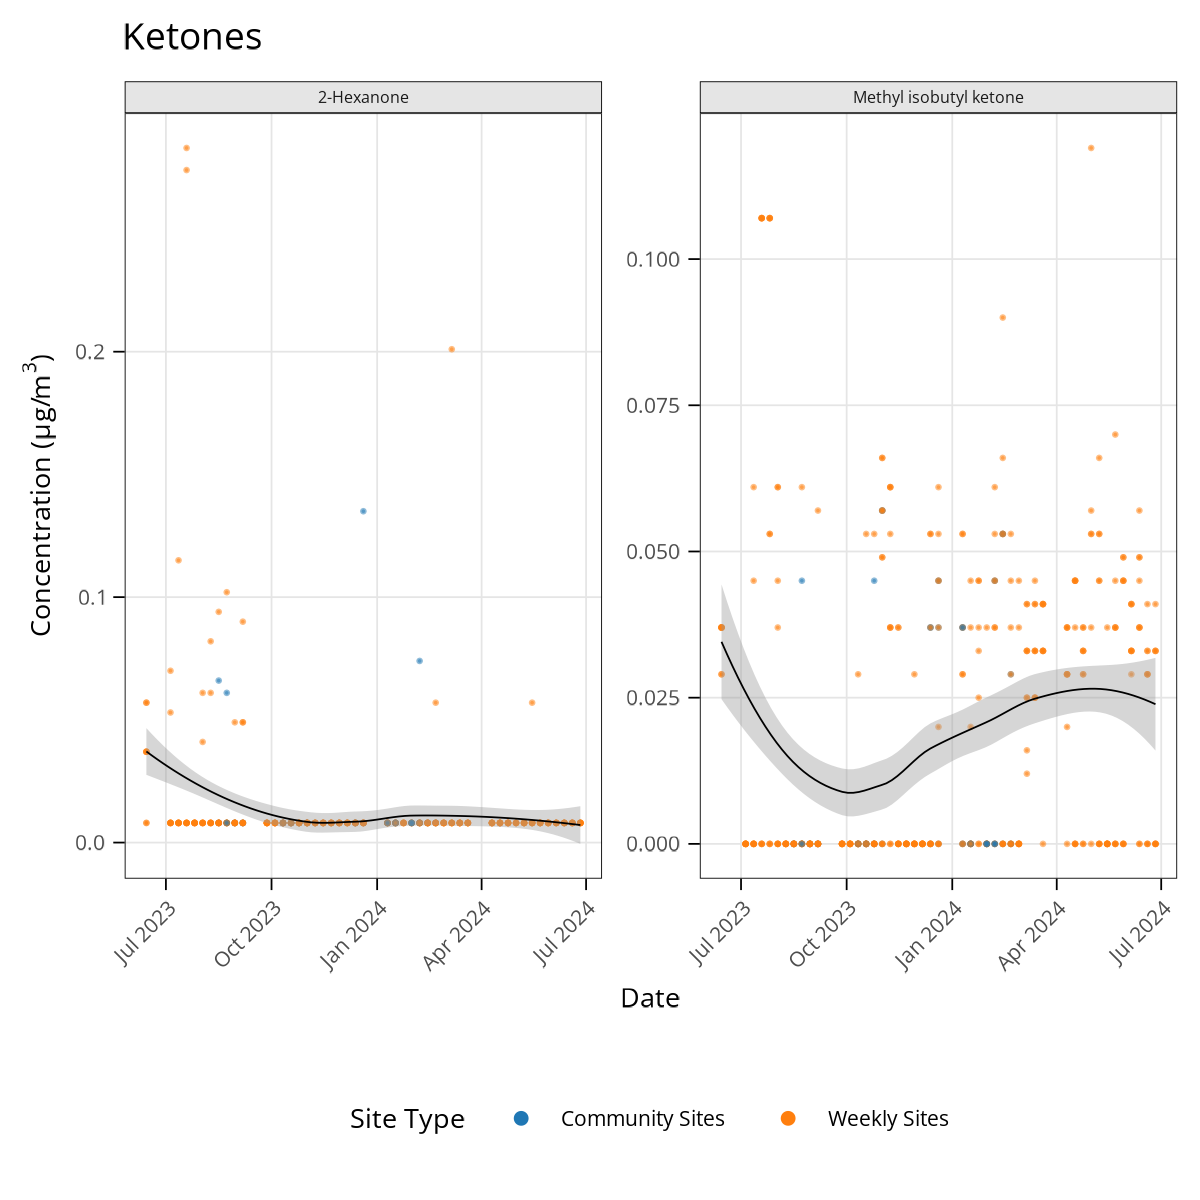 Ketones
2-Hexanone
Methyl isobutyl ketone
Concentration (µg/m³)
0.2
0.1
0.0
0.100
0.075
0.050
0.025
0.000
Jul 2023
Oct 2023
Jan 2024
Apr 2024
Jul 2024
Jul 2023
Oct 2023
Jan 2024
Apr 2024
Jul 2024
Date
Site Type
Community Sites
Weekly Sites